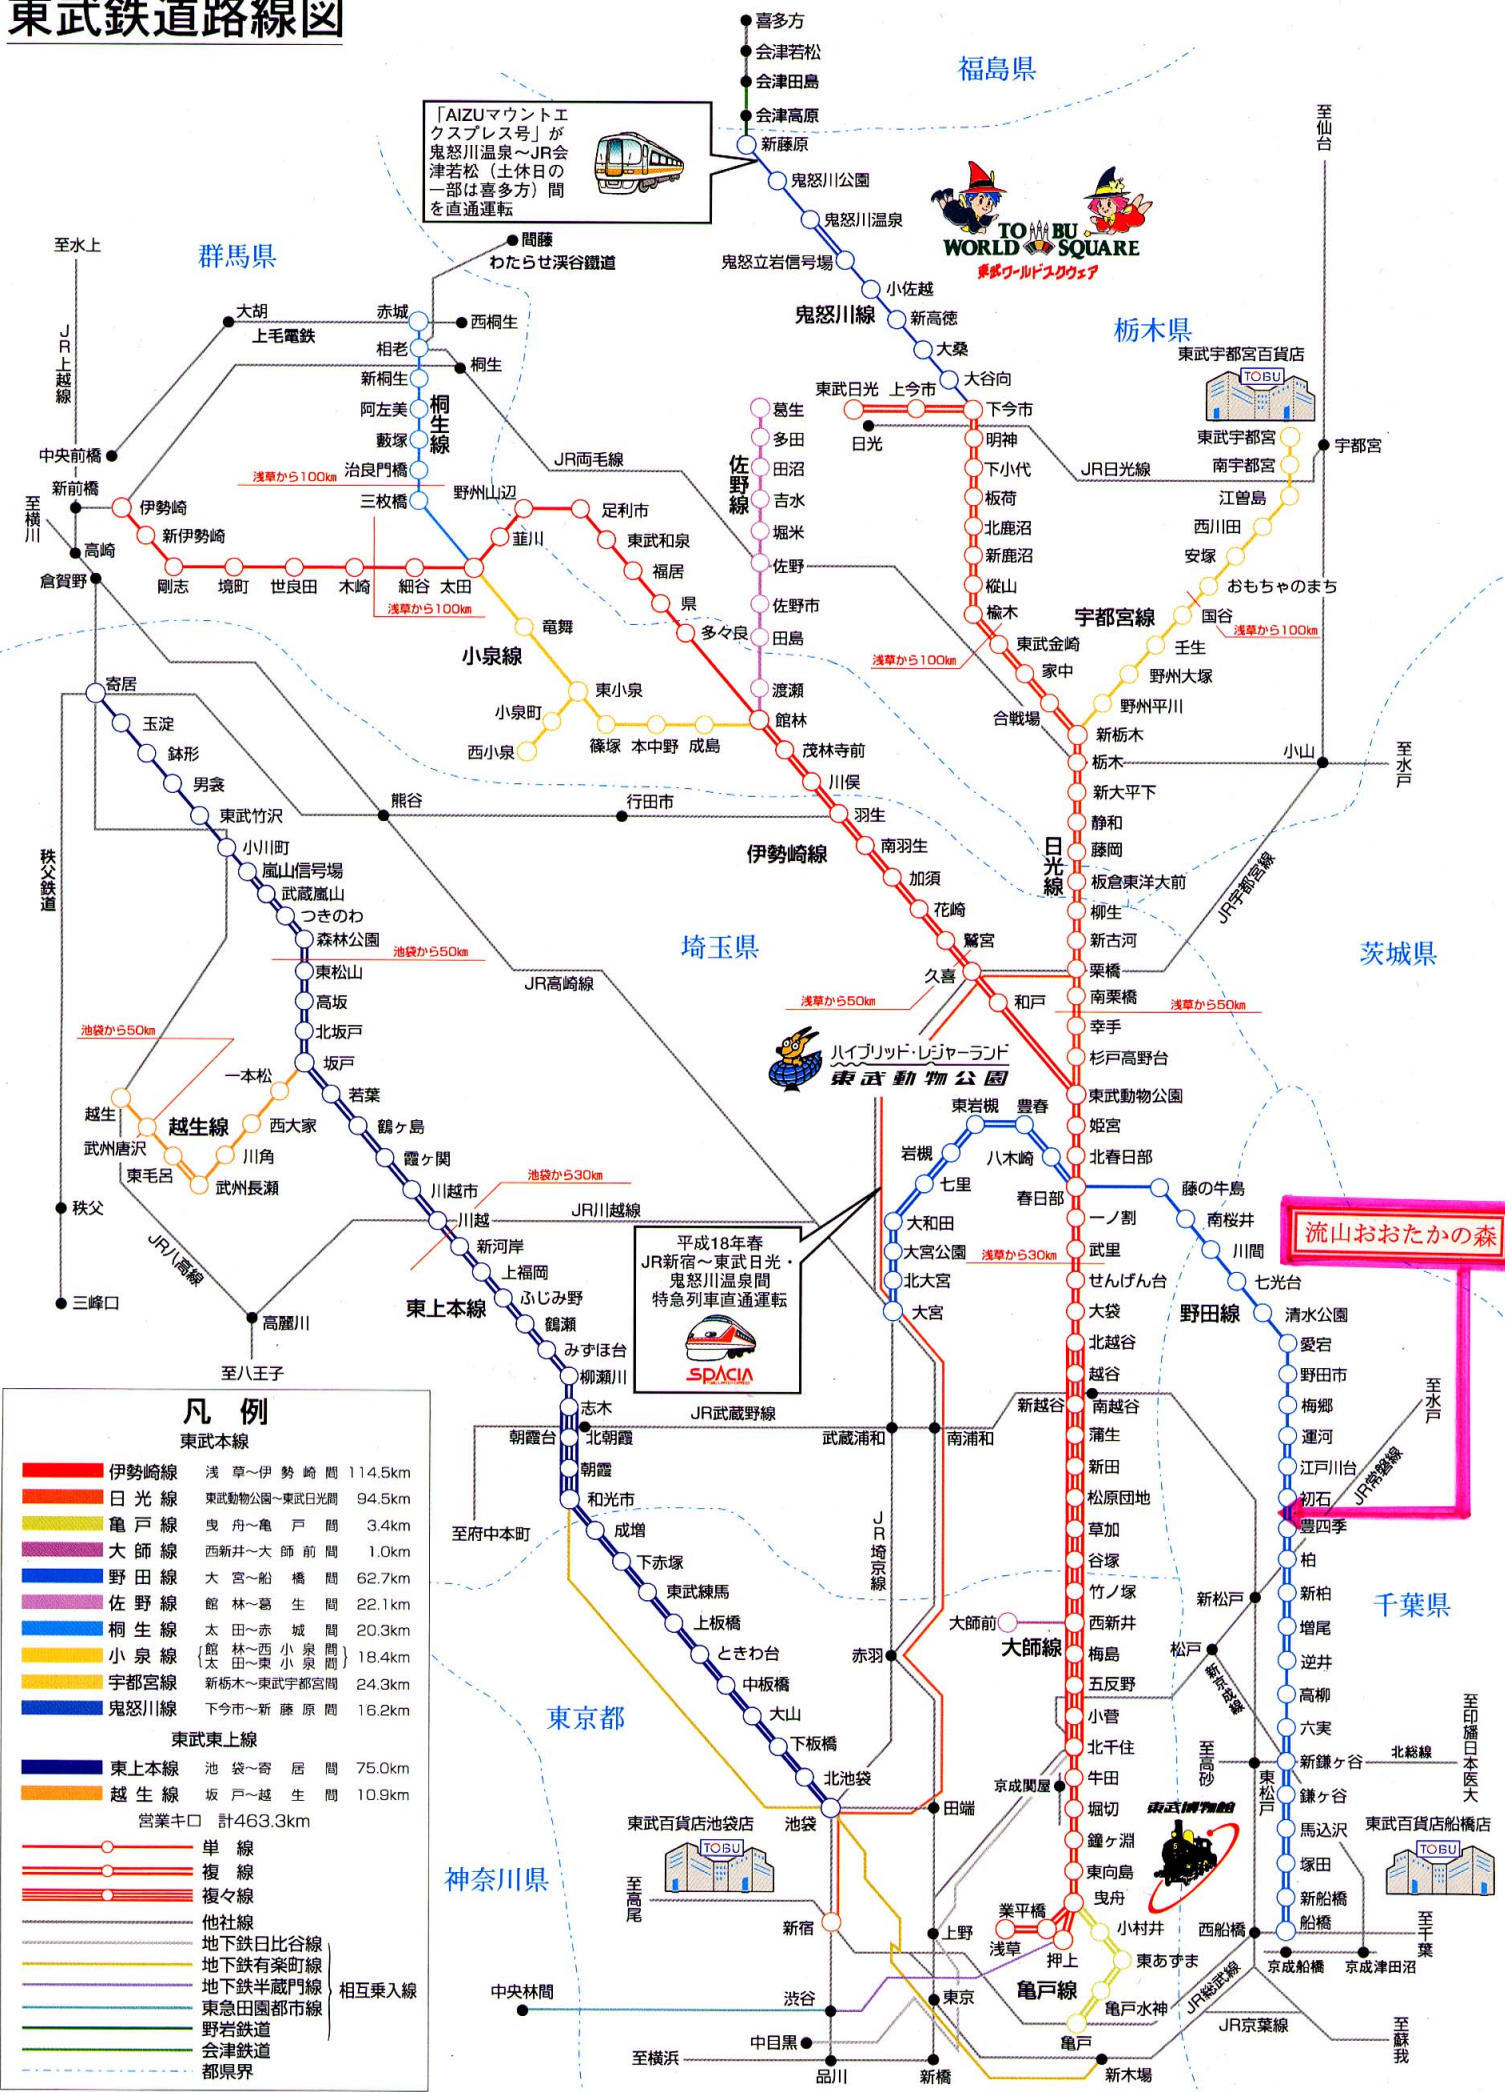 東武鉄道路線図
喜多方
会津若松
会津田島
会津高原
新藤原
鬼怒川公園
鬼怒川温泉
鬼怒立岩信号場
小佐越
新高徳
大桑
大谷向
鬼怒川線
福島県
「AIZUマウントエ
クスプレス号」が
鬼怒川温泉～JR会
津若松（土休日の
一部は喜多方）間
を直通運転
TOBU
WORLD SQUARE
東武ワールドスクウェア
至仙台
栃木県
東武宇都宮百貨店
TOBU
東武宇都宮
南宇都宮
江曽島
西川田
安塚
おもちゃのまち
国谷
浅草から100km
壬生
野州大塚
野州平川
宇都宮線
宇都宮
JR日光線
東武日光
上今市
下今市
日光
明神
下小代
板荷
北鹿沼
新鹿沼
樅山
楡木
浅草から100km
東武金崎
家中
合戦場
新栃木
栃木
小山
至水戸
新大平下
静和
藤岡
日光線
板倉東洋大前
柳生
新古河
栗橋
JR宇都宮線
南栗橋
浅草から50km
幸手
杉戸高野台
東武動物公園
姫宮
北春日部
春日部
茨城県
群馬県
至水上
JR上越線
間藤
わたらせ渓谷鐵道
大胡
上毛電鉄
赤城
西桐生
相老
桐生
新桐生
阿左美
藪塚
治良門橋
三枚橋
桐生線
浅草から100km
中央前橋
新前橋
至横川
高崎
倉賀野
伊勢崎
新伊勢崎
剛志
境町
世良田
木崎
細谷
太田
浅草から100km
韮川
野州山辺
足利市
東武和泉
福居
県
多々良
JR両毛線
佐野線
葛生
多田
田沼
吉水
堀米
佐野
佐野市
田島
渡瀬
館林
竜舞
小泉線
東小泉
小泉町
西小泉
篠塚
本中野
成島
茂林寺前
川俣
羽生
南羽生
加須
花崎
鷲宮
久喜
和戸
伊勢崎線
浅草から50km
埼玉県
ハイブリッド・レジャーランド
東武動物公園
寄居
玉淀
鉢形
男衾
東武竹沢
小川町
嵐山信号場
武蔵嵐山
つきのわ
森林公園
池袋から50km
東松山
高坂
北坂戸
坂戸
熊谷
行田市
JR高崎線
秩父鉄道
秩父
三峰口
池袋から50km
一本松
西大家
川角
武州長瀬
東毛呂
武州唐沢
越生
越生線
JR八高線
高麗川
至八王子
若葉
鶴ヶ島
霞ヶ関
川越市
川越
池袋から30km
JR川越線
新河岸
上福岡
ふじみ野
鶴瀬
みずほ台
柳瀬川
志木
朝霞台
北朝霞
朝霞
和光市
東上本線
至府中本町
JR武蔵野線
武蔵浦和
南浦和
平成18年春
JR新宿～東武日光・
鬼怒川温泉間
特急列車直通運転
SPACIA
東岩槻
豊春
岩槻
八木崎
七里
大和田
大宮公園
北大宮
大宮
浅草から30km
藤の牛島
南桜井
川間
七光台
清水公園
野田線
愛宕
野田市
梅郷
運河
江戸川台
初石
豊四季
柏
新柏
増尾
逆井
高柳
六実
新鎌ヶ谷
鎌ヶ谷
馬込沢
塚田
新船橋
船橋
流山おおたかの森
至水戸
JR常磐線
千葉県
一ノ割
武里
せんげん台
大袋
北越谷
越谷
新越谷
南越谷
蒲生
新田
松原団地
草加
谷塚
竹ノ塚
西新井
大師前
大師線
梅島
五反野
小菅
北千住
京成関屋
牛田
堀切
鐘ヶ淵
東向島
曳舟
業平橋
浅草
押上
小村井
東あずま
亀戸水神
亀戸
亀戸線
東武博物館
新松戸
松戸
新京成線
至高砂
東松戸
北総線
至印旛日本医大
東武百貨店船橋店
TOBU
西船橋
京成船橋
京成津田沼
至千葉
JR総武線
JR京葉線
至蘇我
新木場
成増
下赤塚
東武練馬
上板橋
ときわ台
中板橋
大山
下板橋
北池袋
池袋
JR埼京線
赤羽
田端
東京都
神奈川県
東武百貨店池袋店
TOBU
至高尾
新宿
上野
東京
渋谷
中央林間
中目黒
至横浜
品川
新橋
凡例
東武本線
伊勢崎線 浅草～伊勢崎間 114.5km
日光線 東武動物公園～東武日光間 94.5km
亀戸線 曳舟～亀戸間 3.4km
大師線 西新井～大師前間 1.0km
野田線 大宮～船橋間 62.7km
佐野線 館林～葛生間 22.1km
桐生線 太田～赤城間 20.3km
小泉線 館林～西小泉間 太田～東小泉間 18.4km
宇都宮線 新栃木～東武宇都宮間 24.3km
鬼怒川線 下今市～新藤原間 16.2km
東武東上線
東上本線 池袋～寄居間 75.0km
越生線 坂戸～越生間 10.9km
営業キロ 計463.3km
単線
複線
複々線
他社線
地下鉄日比谷線
地下鉄有楽町線
地下鉄半蔵門線
東急田園都市線
野岩鉄道
会津鉄道
相互乗入線
都県界